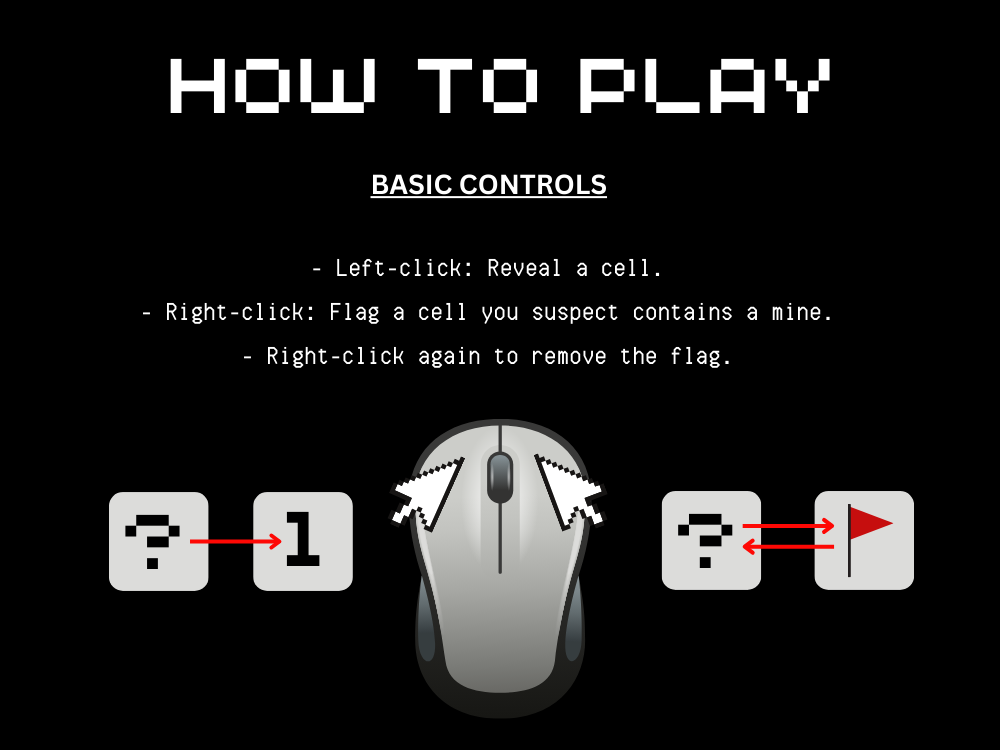 HOW TO PLAY
BASIC CONTROLS
- Left-click: Reveal a cell.
- Right-click: Flag a cell you suspect contains a mine.
- Right-click again to remove the flag.
? 1 ?